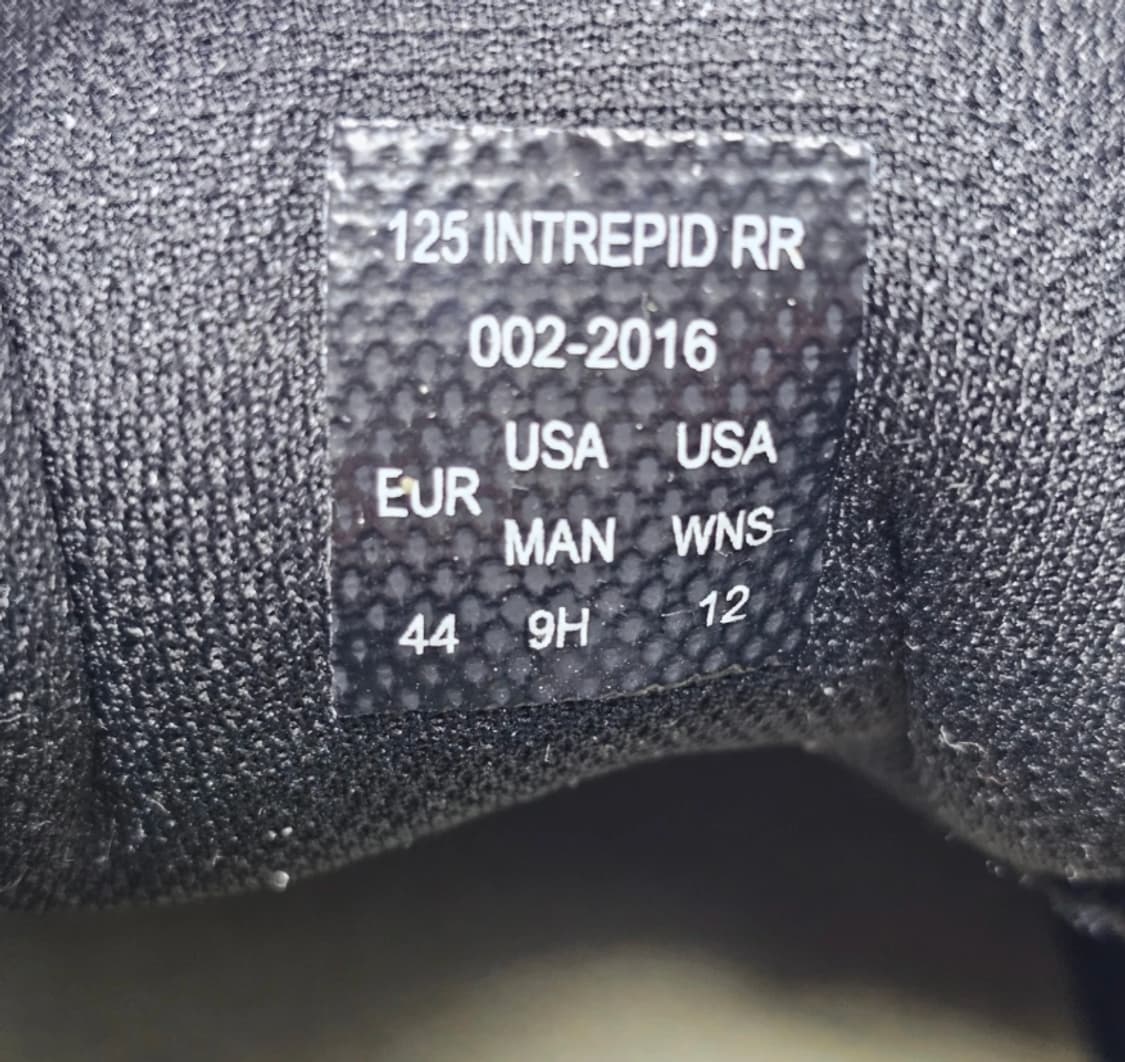 125 INTREPID RR
002-2016
EUR USA MAN USA WNS
44 9H 12